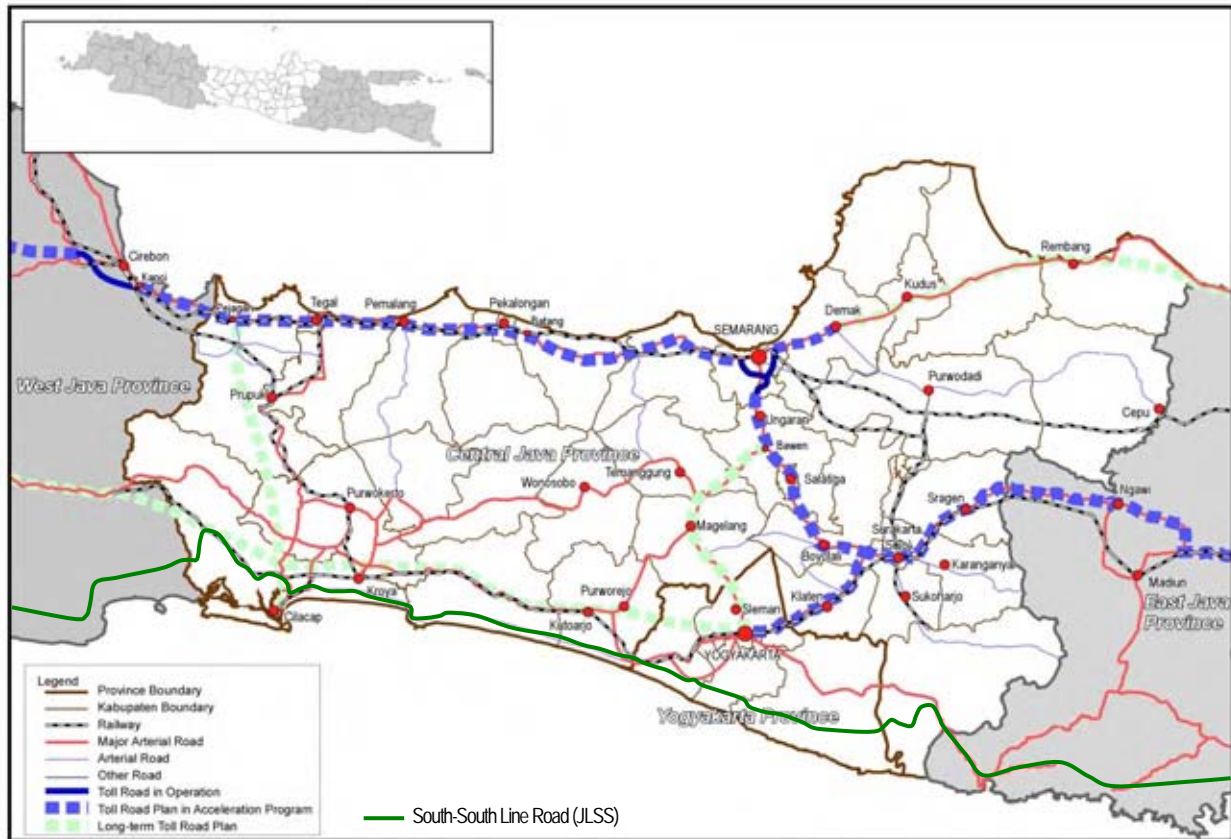 Cirebon
Kanci
Pejagan
Tegal
Pemalang
Pekalongan
Batang
SEMARANG
Demak
Kudus
Rembang
West Java Province
Prupuk
Ungaran
Purwodadi
Cepu
Central Java Province
Bawen
Temanggung
Wonosobo
Salatiga
Purwokerto
Magelang
Sragen
Ngawi
Surakarta
Boyolali
Karanganyar
Kroya
Purworejo
Sleman
Klaten
Sukoharjo
Madiun
East Java
Province
Cilacap
Kutoarjo
YOGYAKARTA
Yogyakarta Province
Legend
Province Boundary
Kabupaten Boundary
Railway
Major Arterial Road
Arterial Road
Other Road
Toll Road in Operation
Toll Road Plan in Acceleration Program
Long-term Toll Road Plan
South-South Line Road (JLSS)